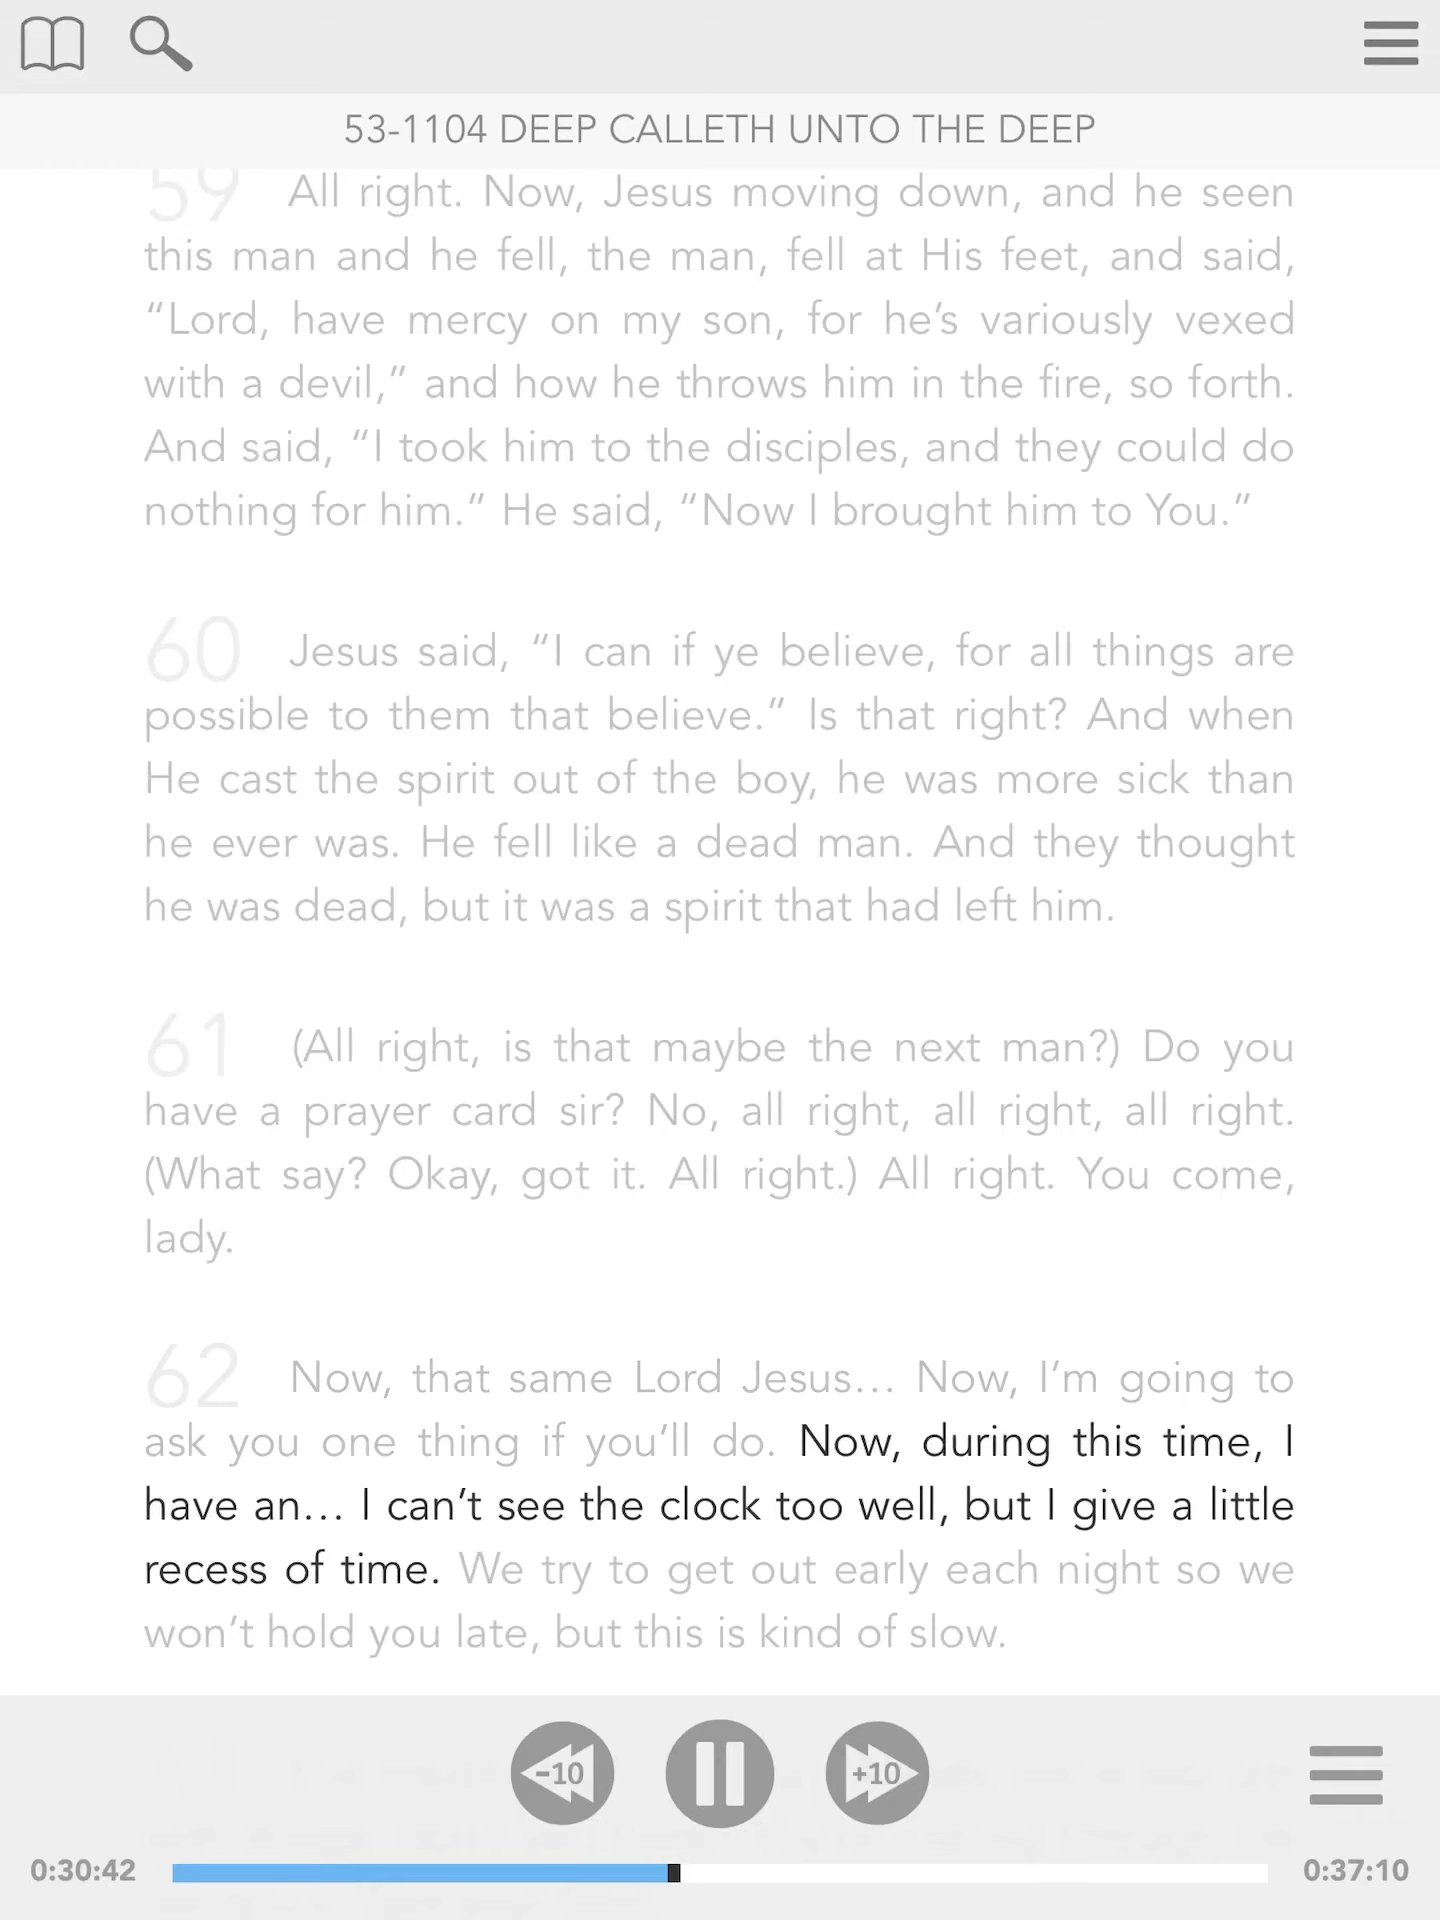 53-1104 DEEP CALLETH UNTO THE DEEP
59 All right. Now, Jesus moving down, and he seen
this man and he fell, the man, fell at His feet, and said,
“Lord, have mercy on my son, for he’s variously vexed
with a devil,” and how he throws him in the fire, so forth.
And said, “I took him to the disciples, and they could do
nothing for him.” He said, “Now I brought him to You.”
60 Jesus said, “I can if ye believe, for all things are
possible to them that believe.” Is that right? And when
He cast the spirit out of the boy, he was more sick than
he ever was. He fell like a dead man. And they thought
he was dead, but it was a spirit that had left him.
61 (All right, is that maybe the next man?) Do you
have a prayer card sir? No, all right, all right, all right.
(What say? Okay, got it. All right.) All right. You come,
lady.
62 Now, that same Lord Jesus… Now, I’m going to
ask you one thing if you’ll do. Now, during this time, I
have an… I can’t see the clock too well, but I give a little
recess of time. We try to get out early each night so we
won’t hold you late, but this is kind of slow.
-10 +10
0:30:42 0:37:10